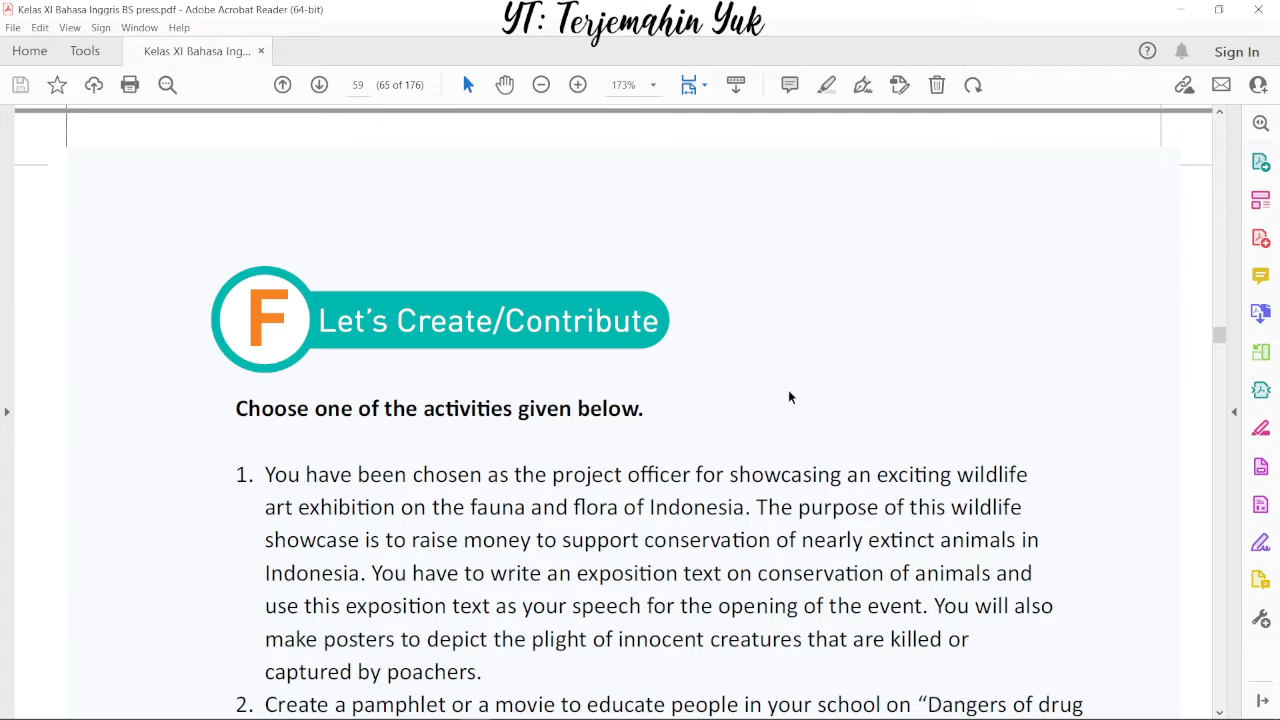 Kelas XI Bahasa Inggris BS press.pdf - Adobe Acrobat Reader (64-bit)
YT: Terjemahin Yuk
File Edit View Sign Window Help
Home Tools Kelas XI Bahasa Ing... × Sign In
59 (65 of 176) 173%
F Let's Create/Contribute
Choose one of the activities given below.
1. You have been chosen as the project officer for showcasing an exciting wildlife
art exhibition on the fauna and flora of Indonesia. The purpose of this wildlife
showcase is to raise money to support conservation of nearly extinct animals in
Indonesia. You have to write an exposition text on conservation of animals and
use this exposition text as your speech for the opening of the event. You will also
make posters to depict the plight of innocent creatures that are killed or
captured by poachers.
2. Create a pamphlet or a movie to educate people in your school on “Dangers of drug